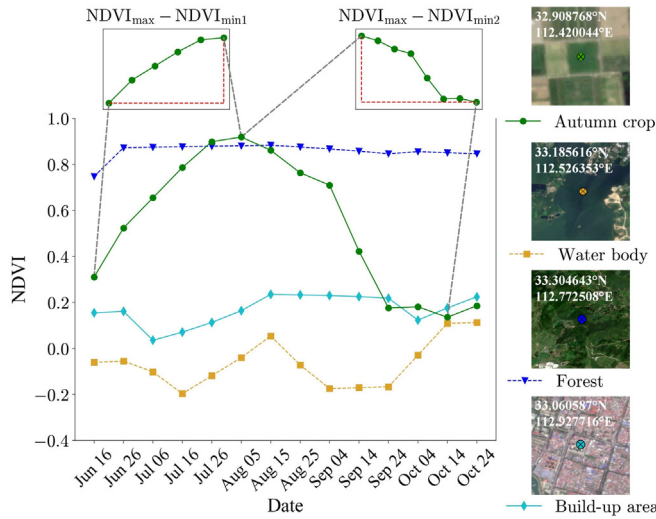 NDVImax − NDVImin1
NDVImax − NDVImin2
1.0
0.8
0.6
0.4
0.2
0.0
−0.2
−0.4
NDVI
Jun 16
Jun 26
Jul 06
Jul 16
Jul 26
Aug 05
Aug 15
Aug 25
Sep 04
Sep 14
Sep 24
Oct 04
Oct 14
Oct 24
Date
32.908768°N
112.420044°E
Autumn crop
33.185616°N
112.526353°E
Water body
33.304643°N
112.772508°E
Forest
33.060587°N
112.927716°E
Build-up area